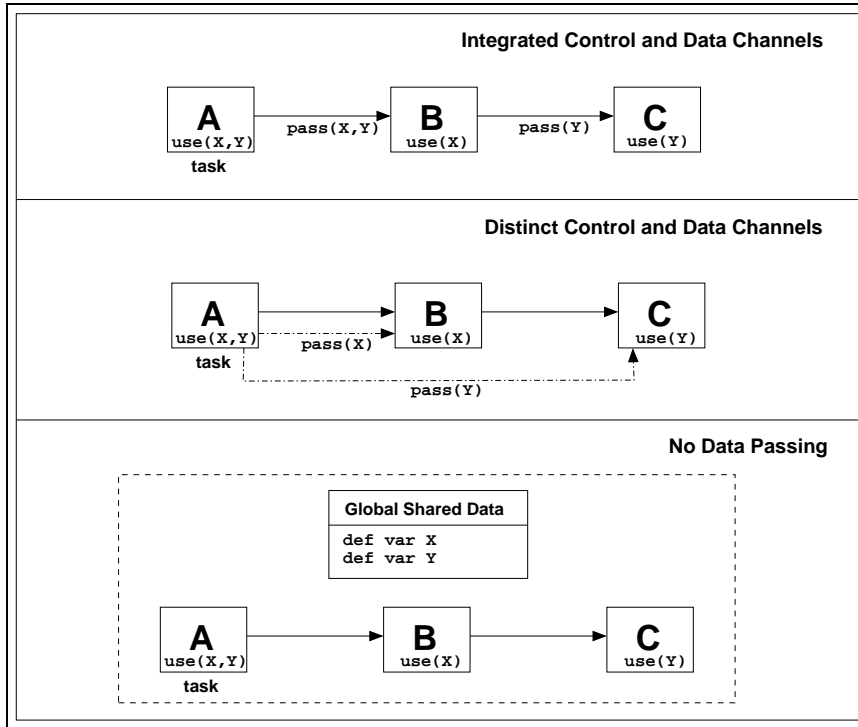 Integrated Control and Data Channels
A
use(X,Y)
task
pass(X,Y)
B
use(X)
pass(Y)
C
use(Y)
Distinct Control and Data Channels
A
use(X,Y)
task
pass(X)
B
use(X)
C
use(Y)
pass(Y)
No Data Passing
Global Shared Data
def var X
def var Y
A
use(X,Y)
task
B
use(X)
C
use(Y)